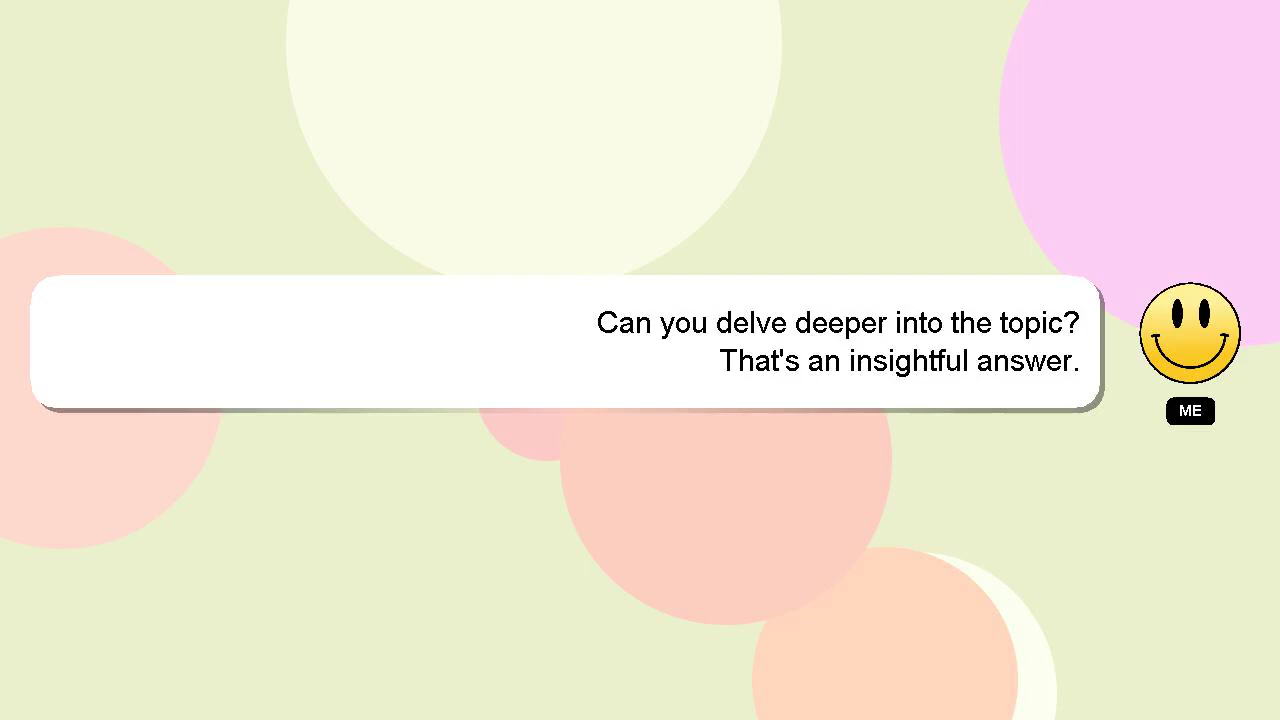 Can you delve deeper into the topic?
That's an insightful answer.
ME